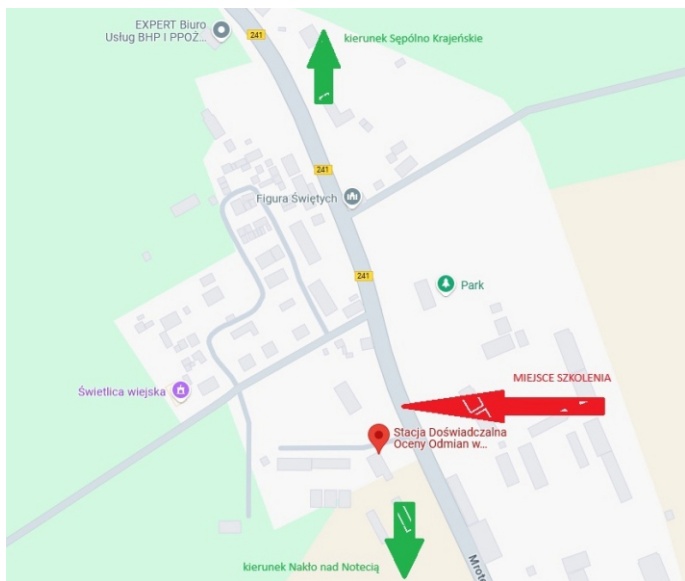 EXPERT Biuro
Usług BHP I PPOŻ...
241
kierunek Sępólno Krajeńskie
241
Figura Świętych
241
Park
MIEJSCE SZKOLENIA
Świetlica wiejska
Stacja Doświadczalna
Oceny Odmian w...
kierunek Nakło nad Notecią